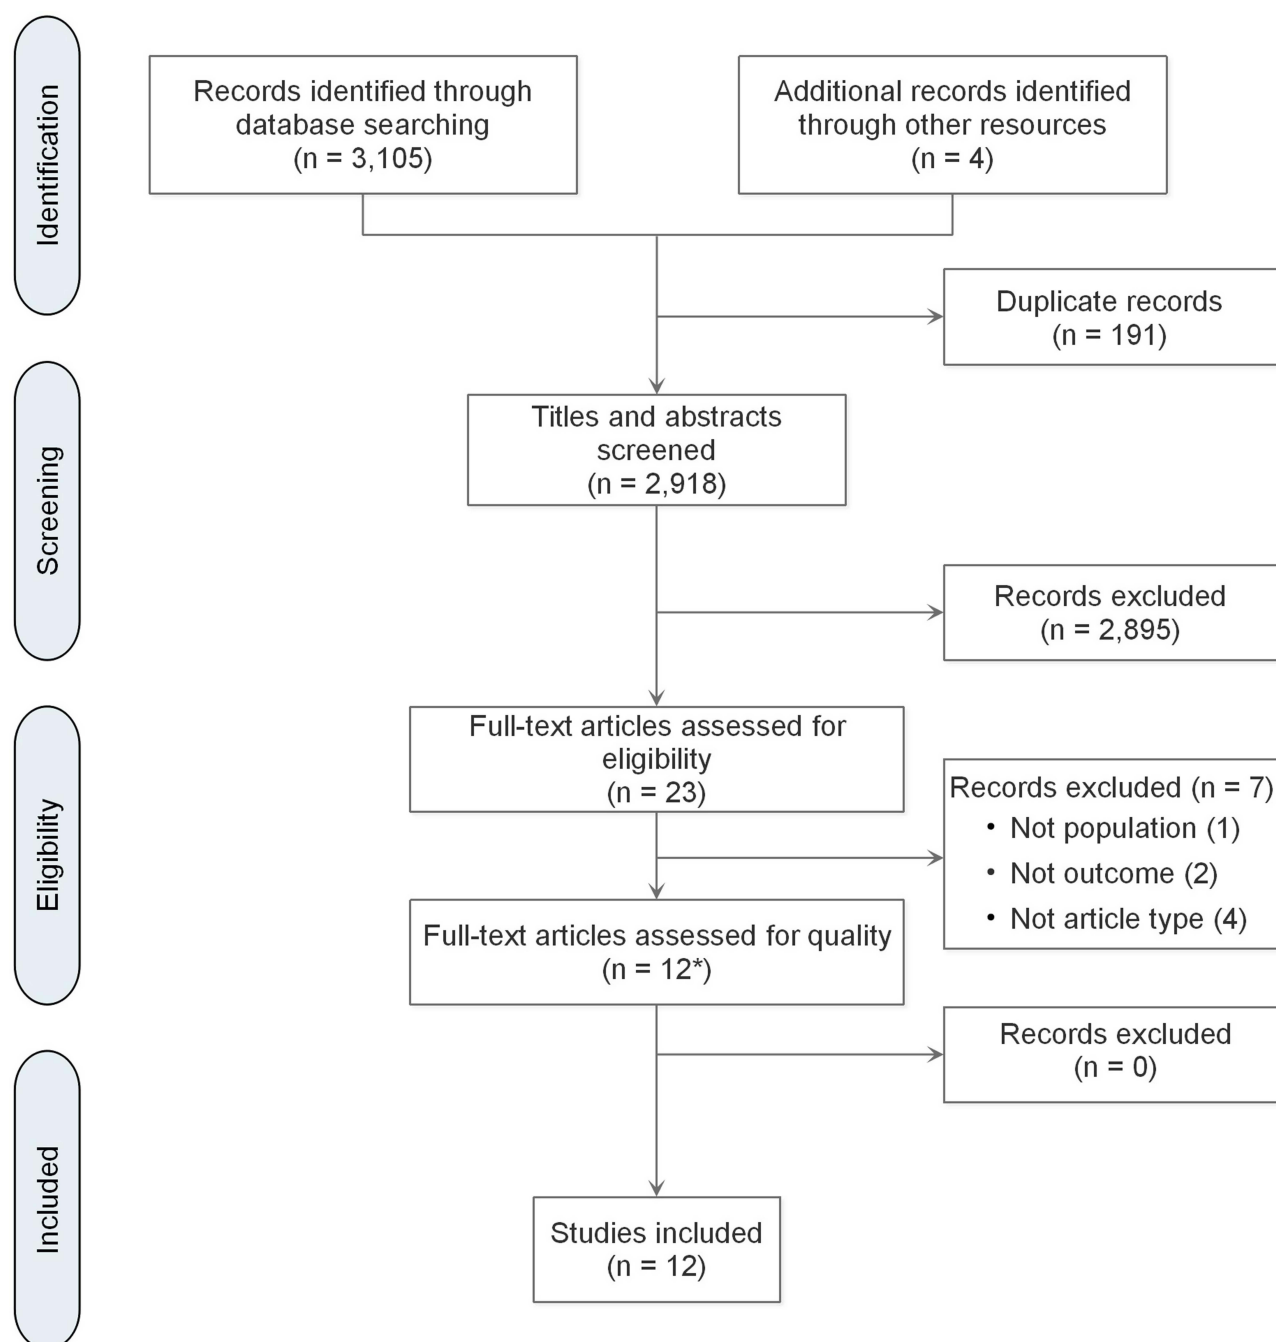 Identification
Records identified through
database searching
(n = 3,105)
Additional records identified
through other resources
(n = 4)
Duplicate records
(n = 191)
Screening
Titles and abstracts
screened
(n = 2,918)
Records excluded
(n = 2,895)
Eligibility
Full-text articles assessed for
eligibility
(n = 23)
Records excluded (n = 7)
• Not population (1)
• Not outcome (2)
• Not article type (4)
Full-text articles assessed for quality
(n = 12*)
Records excluded
(n = 0)
Included
Studies included
(n = 12)